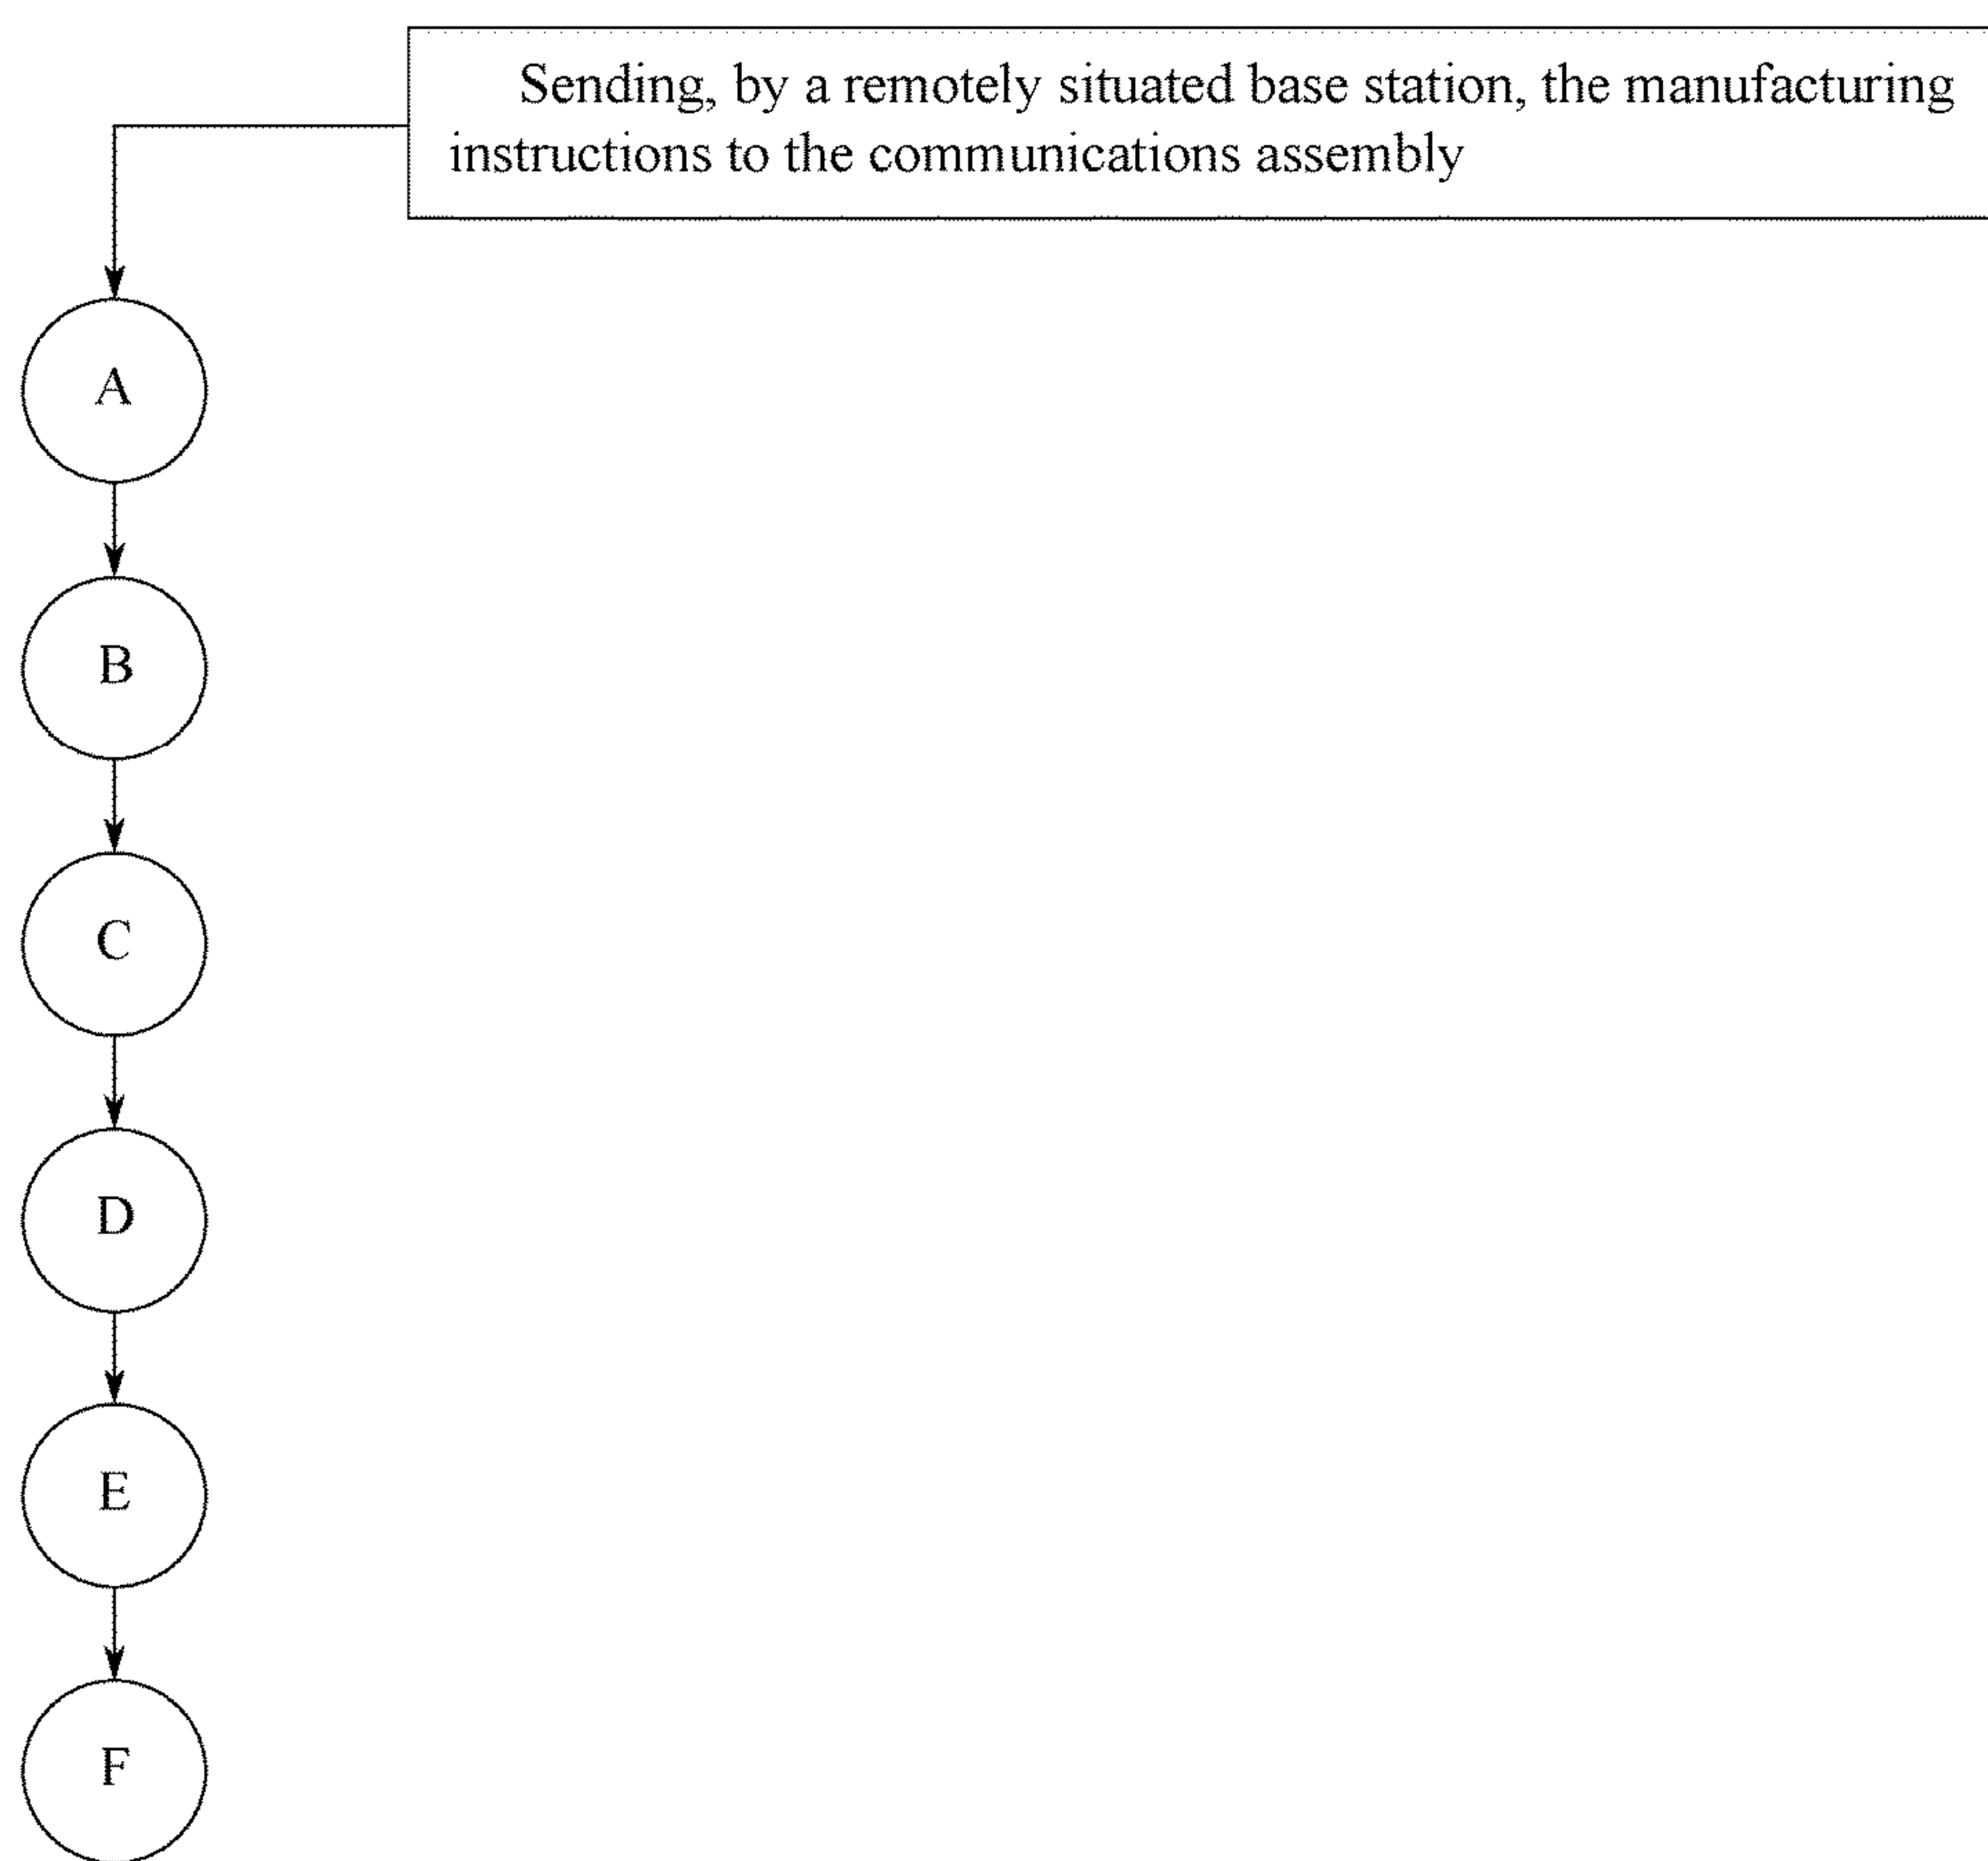 Sending, by a remotely situated base station, the manufacturing
instructions to the communications assembly
A
B
C
D
E
F